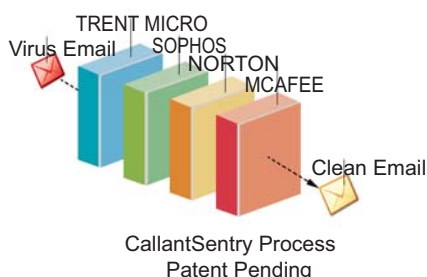 TRENT MICRO
Virus Email
SOPHOS
NORTON
MCAFEE
Clean Email
CallantSentry Process
Patent Pending